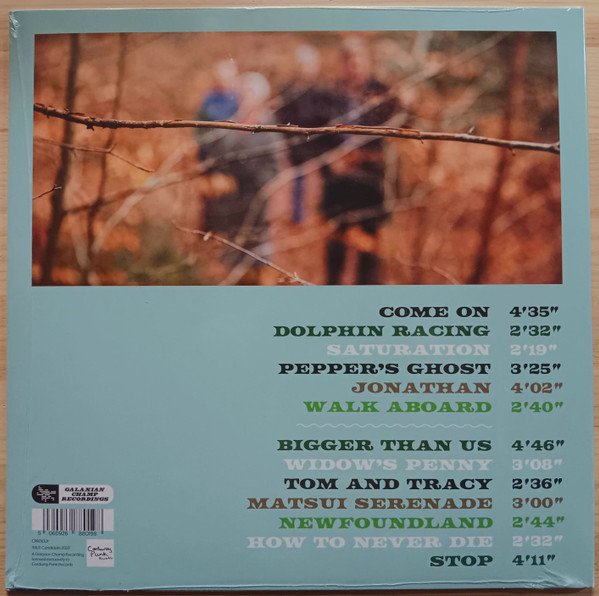 COME ON 4'35"
DOLPHIN RACING 2'32"
SATURATION 2'19"
PEPPER'S GHOST 3'25"
JONATHAN 4'02"
WALK ABOARD 2'40"
BIGGER THAN US 4'46"
WIDOW'S PENNY 3'08"
TOM AND TRACY 2'36"
MATSUI SERENADE 3'00"
NEWFOUNDLAND 2'44"
HOW TO NEVER DIE 2'32"
STOP 4'11"
GALAXIAN
CHAMP
RECORDINGS
Punk